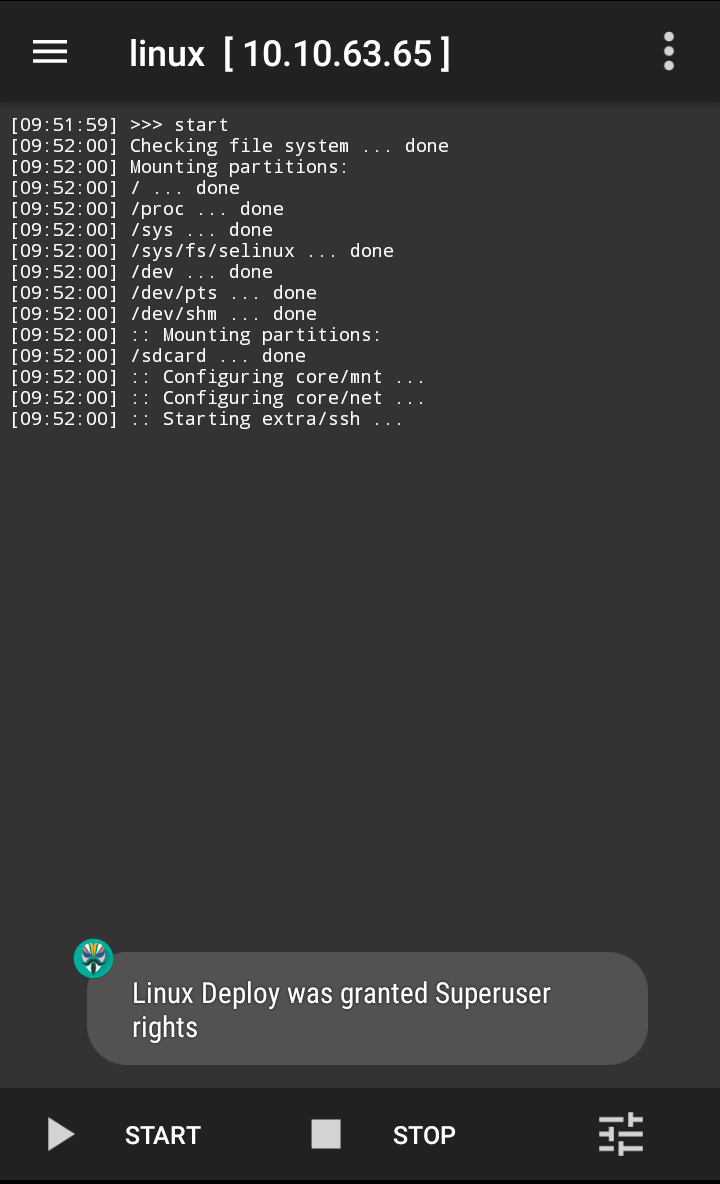 linux [ 10.10.63.65 ]
[09:51:59] >>> start
[09:52:00] Checking file system ... done
[09:52:00] Mounting partitions:
[09:52:00] / ... done
[09:52:00] /proc ... done
[09:52:00] /sys ... done
[09:52:00] /sys/fs/selinux ... done
[09:52:00] /dev ... done
[09:52:00] /dev/pts ... done
[09:52:00] /dev/shm ... done
[09:52:00] :: Mounting partitions:
[09:52:00] /sdcard ... done
[09:52:00] :: Configuring core/mnt ...
[09:52:00] :: Configuring core/net ...
[09:52:00] :: Starting extra/ssh ...
Linux Deploy was granted Superuser
rights
START STOP